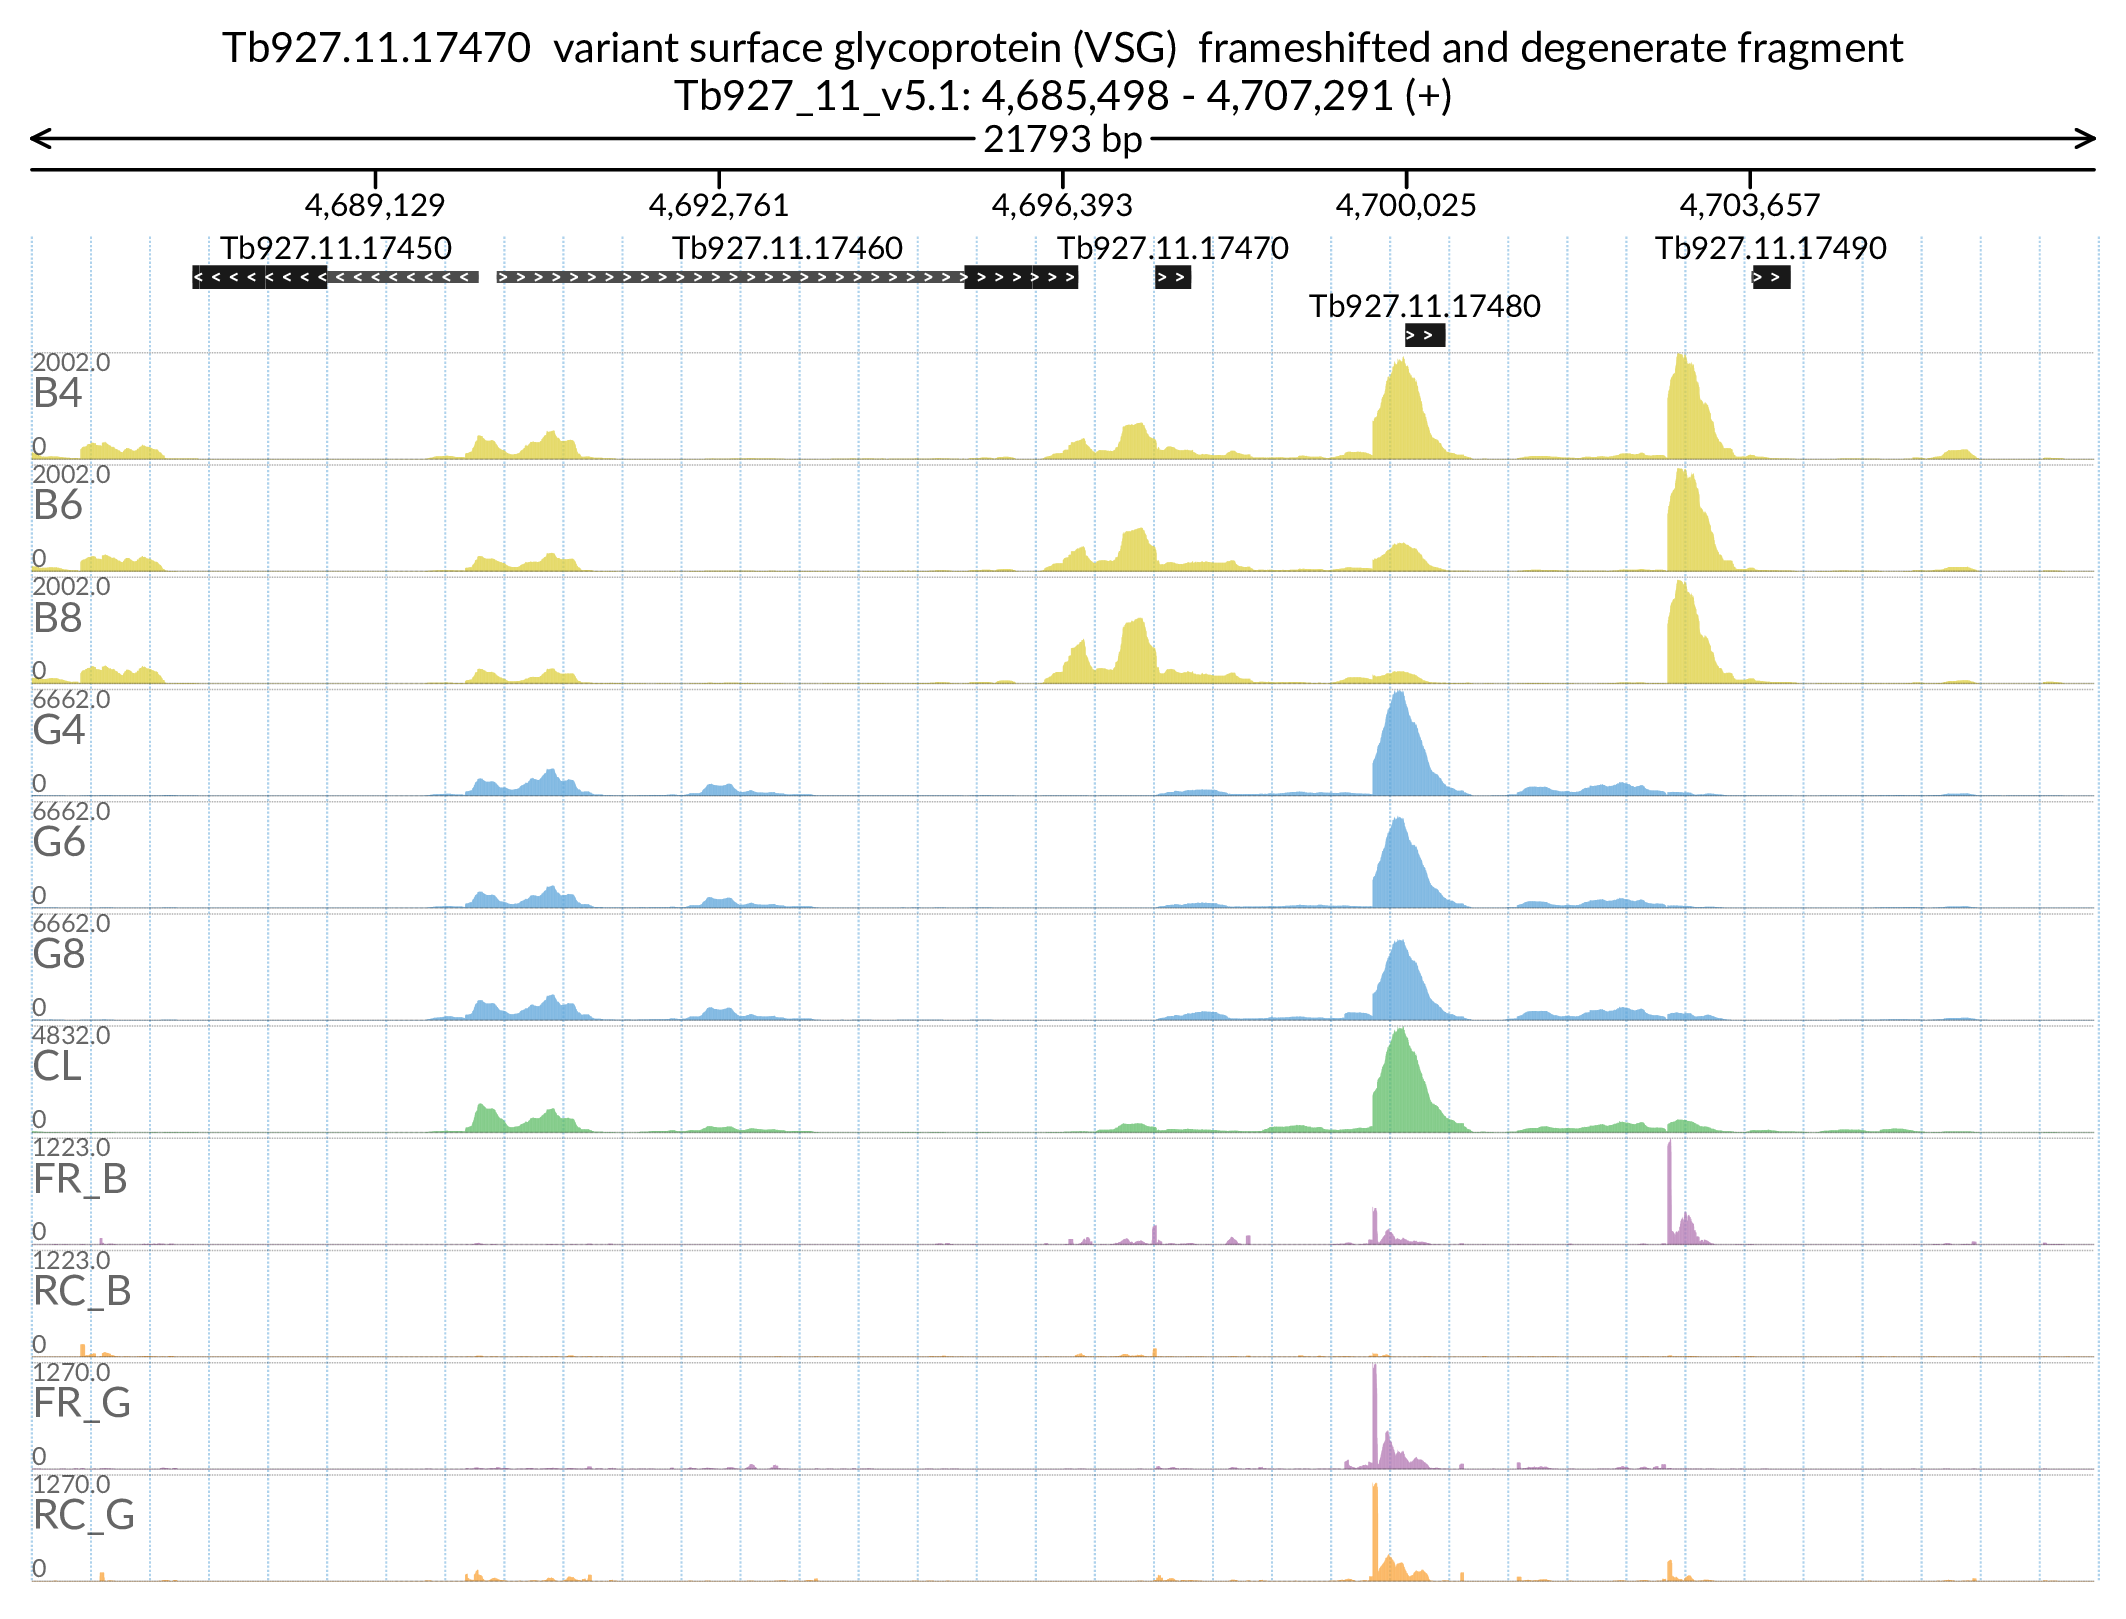 Tb927.11.17470 variant surface glycoprotein (VSG) frameshifted and degenerate fragment
Tb927_11_v5.1: 4,685,498 - 4,707,291 (+)
21793 bp
4,689,129 4,692,761 4,696,393 4,700,025 4,703,657
Tb927.11.17450 Tb927.11.17460 Tb927.11.17470 Tb927.11.17490
Tb927.11.17480
2002.0
B4
0
2002.0
B6
0
2002.0
B8
0
6662.0
G4
0
6662.0
G6
0
6662.0
G8
0
4832.0
CL
0
1223.0
FR_B
0
1223.0
RC_B
0
1270.0
FR_G
0
1270.0
RC_G
0